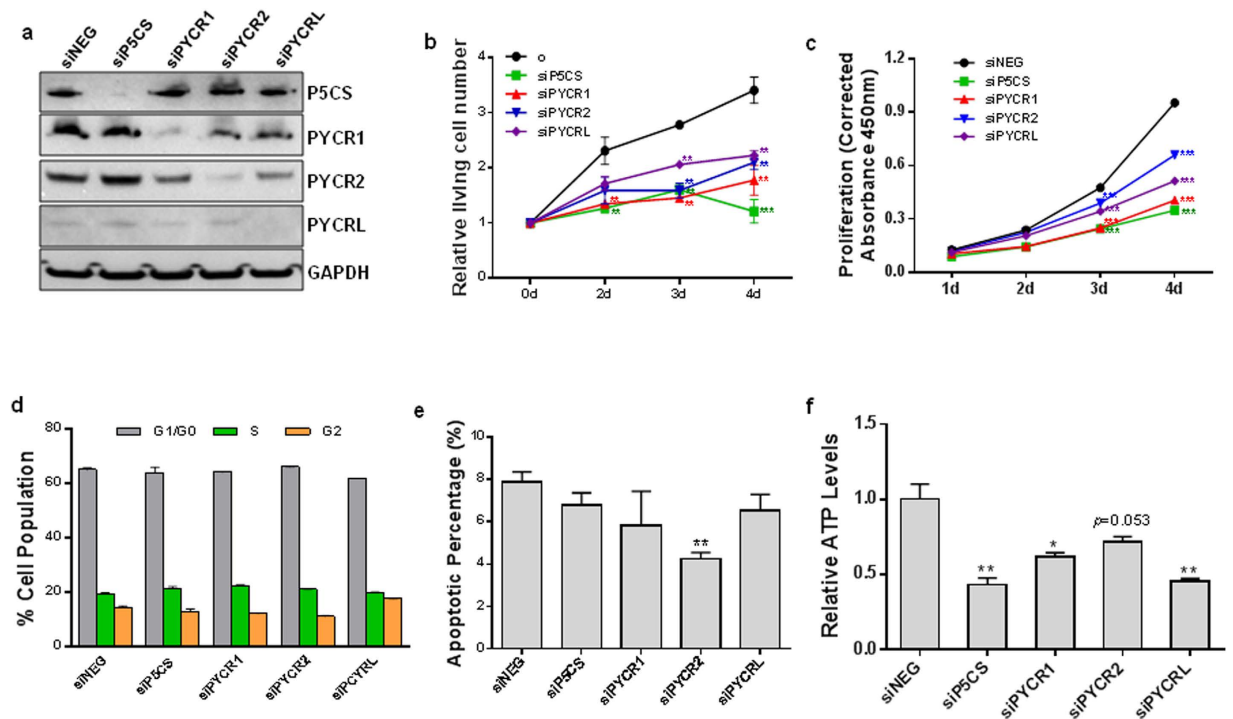 a
siNEG
siP5CS
siPYCR1
siPYCR2
siPYCRL
P5CS
PYCR1
PYCR2
PYCRL
GAPDH
b
Relative living cell number
4
3
2
1
0
o
siP5CS
siPYCR1
siPYCR2
siPYCRL
** ** ** **
** ** ** **
** ** ***
0d 2d 3d 4d
c
Proliferation (Corrected
Absorbance 450nm)
1.2
0.9
0.6
0.3
0.0
siNEG
siP5CS
siPYCR1
siPYCR2
siPYCRL
*** *** *** ***
*** *** *** ***
1d 2d 3d 4d
d
% Cell Population
80
60
40
20
0
G1/G0 S G2
siNEG
siP5CS
siPYCR1
siPYCR2
siPCYRL
e
Apoptotic Percentage (%)
10
8
6
4
2
0
**
siNEG
siP5CS
siPYCR1
siPYCR2
siPYCRL
f
Relative ATP Levels
1.5
1.0
0.5
0.0
** * p=0.053 **
siNEG
siP5CS
siPYCR1
siPYCR2
siPYCRL